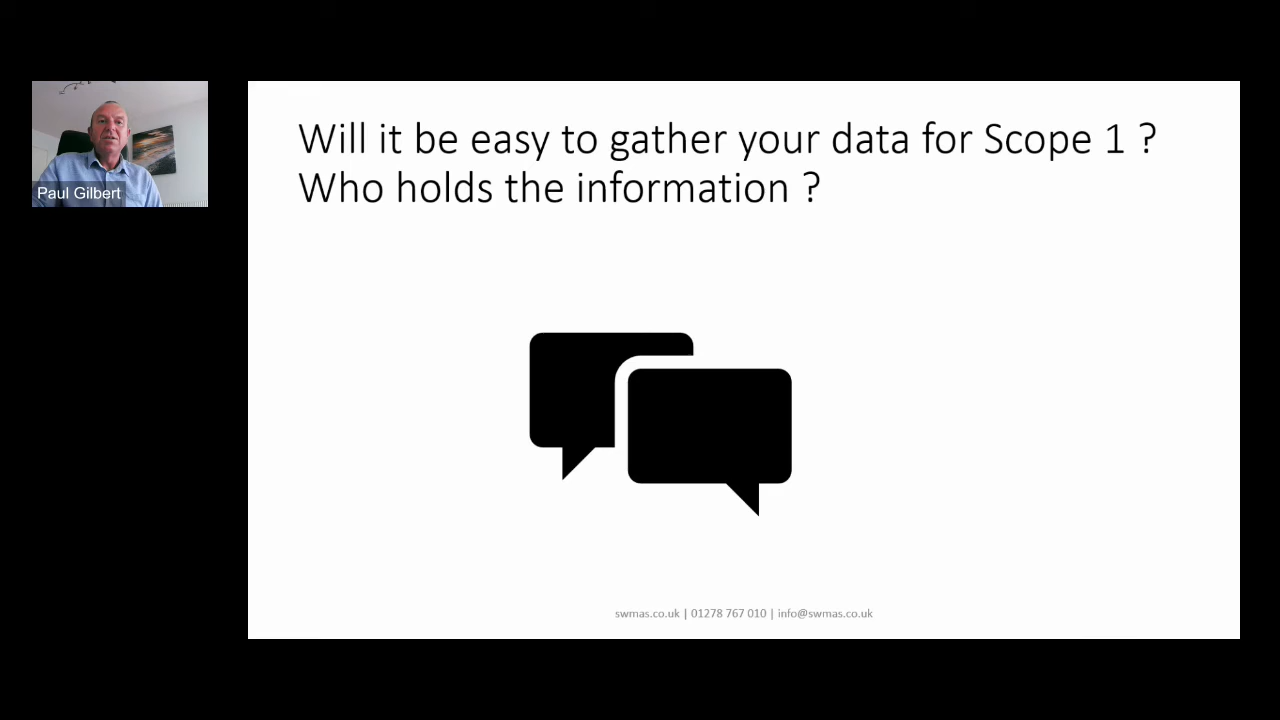 Will it be easy to gather your data for Scope 1 ?
Who holds the information ?
Paul Gilbert
swmas.co.uk | 01278 767 010 | info@swmas.co.uk